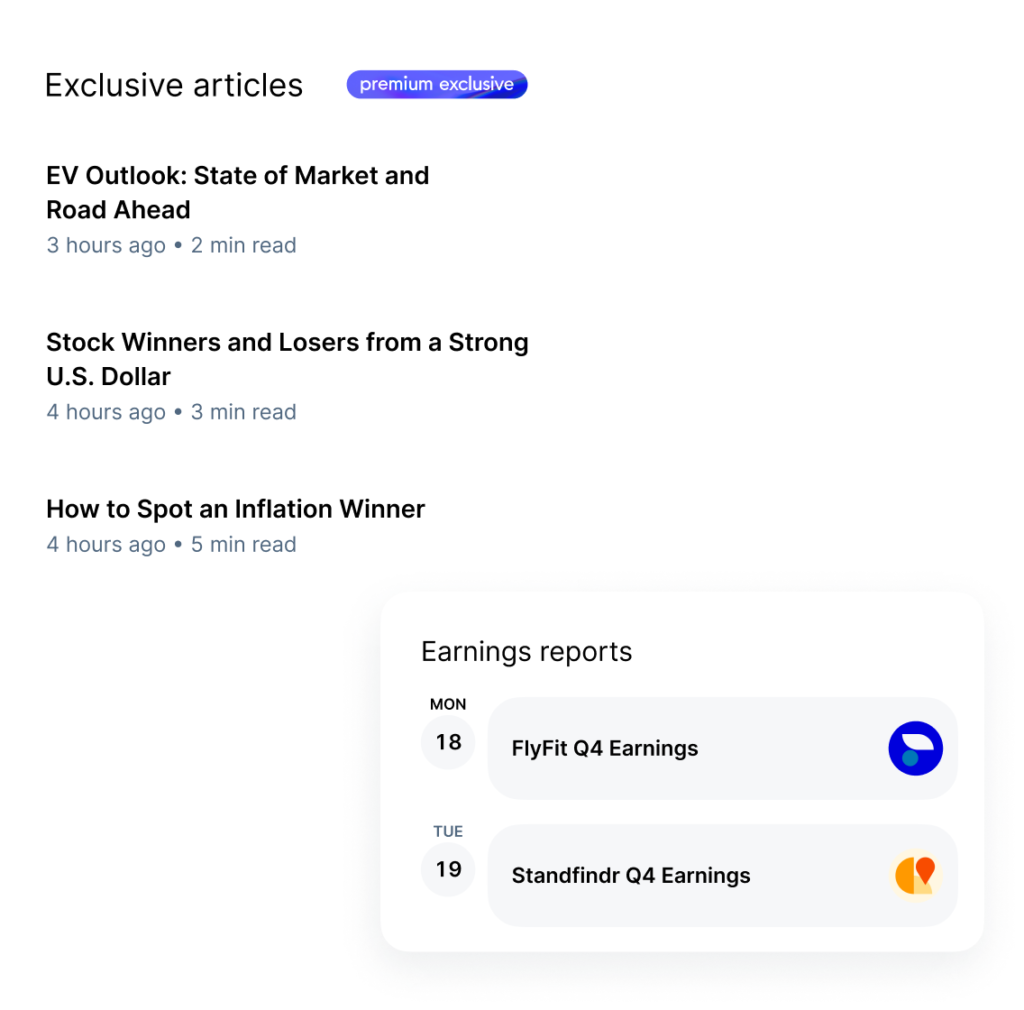 Exclusive articles
premium exclusive
EV Outlook: State of Market and
Road Ahead
3 hours ago • 2 min read
Stock Winners and Losers from a Strong
U.S. Dollar
4 hours ago • 3 min read
How to Spot an Inflation Winner
4 hours ago • 5 min read
Earnings reports
MON
18
FlyFit Q4 Earnings
TUE
19
Standfindr Q4 Earnings